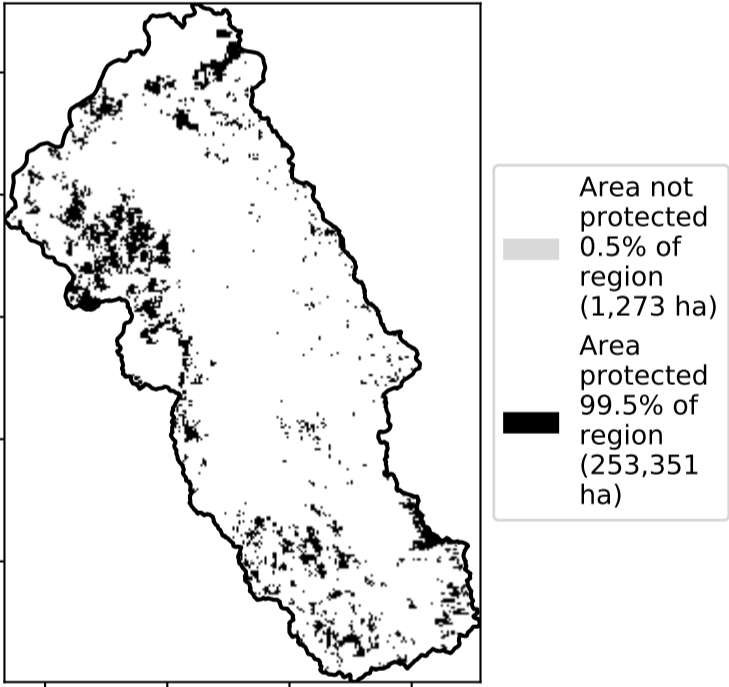 Area not
protected
0.5% of
region
(1,273 ha)
Area
protected
99.5% of
region
(253,351
ha)